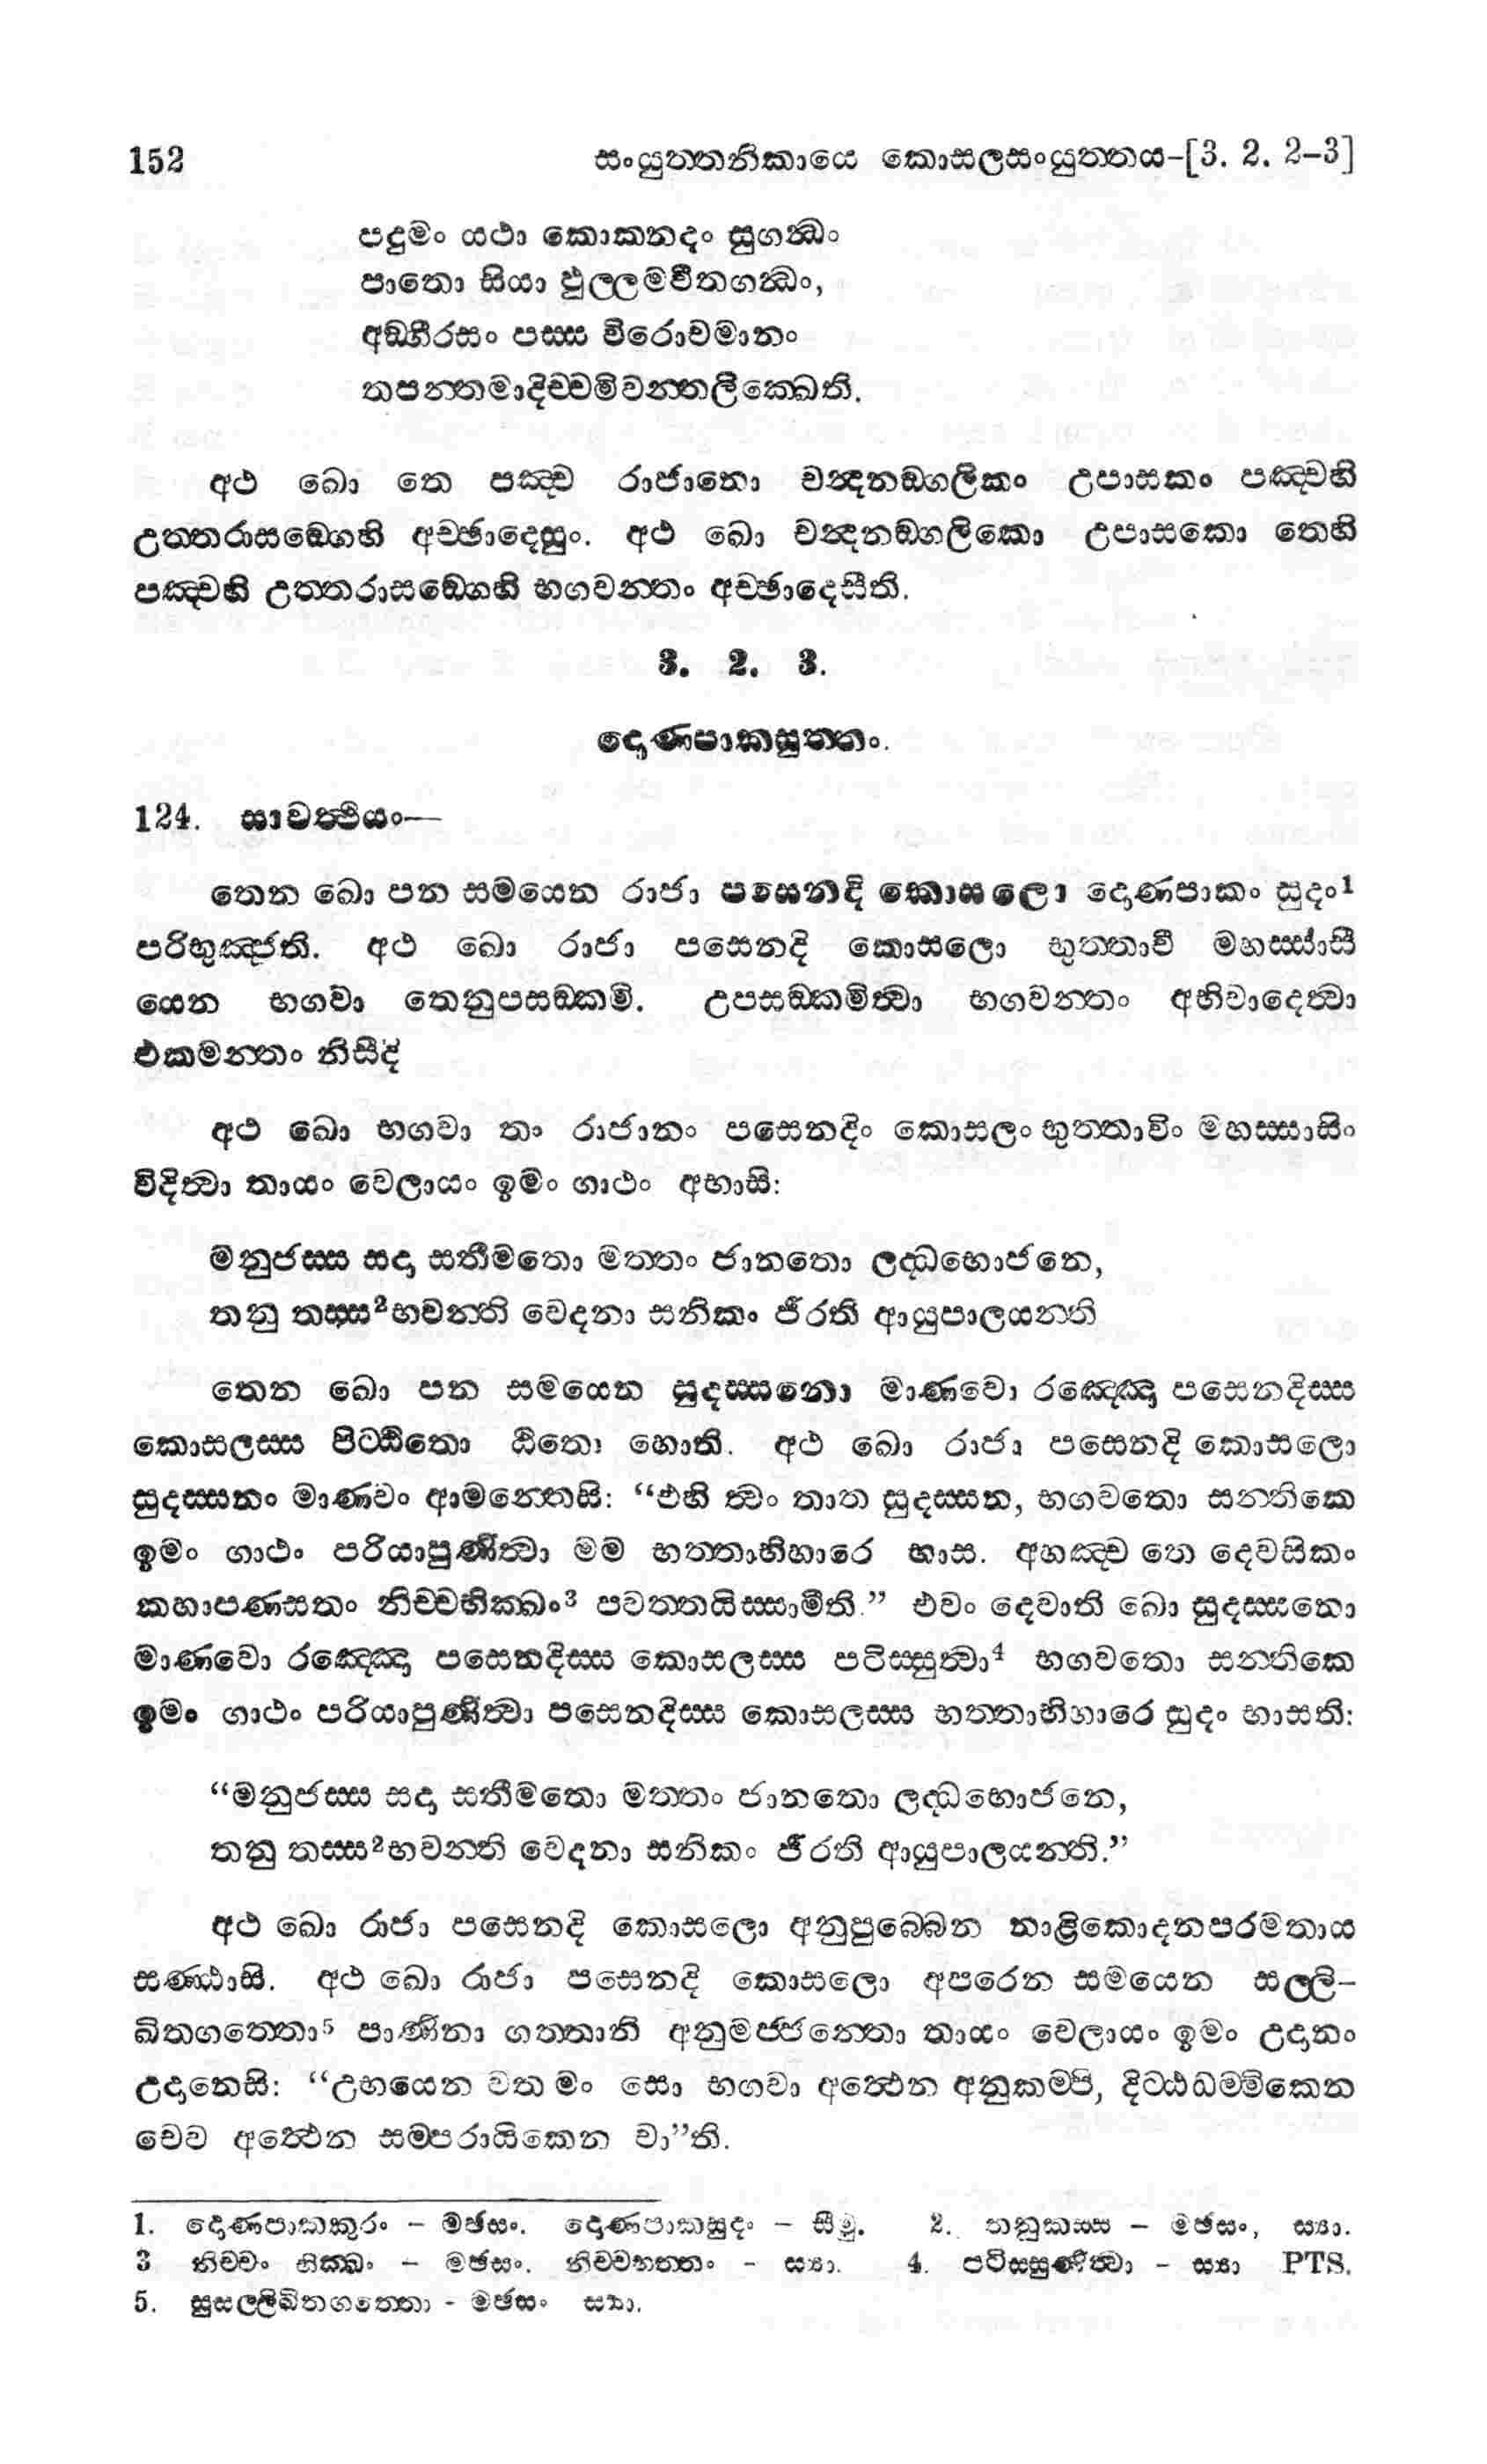 152 සංයුත්තනිකායෙ කොසලසංයුත්තය-[3. 2. 2-3]
පදුමං යථා කොකනදං සුගන්ධං
පාතො සියා ඵුල්ලමවීතගන්ධං,
අඞ්ගීරසං පස්ස විරොචමානං
තපන්තමාදිච්චමිවන්තලික්ඛෙති.
අථ ඛො තෙ පඤ්ච රාජානො චන්දනඞ්ගලිකං උපාසකං පඤ්චහි
උත්තරාසඞ්ගෙහි අච්ඡාදෙසුං. අථ ඛො චන්දනඞ්ගලිකො උපාසකො තෙහි
පඤ්චහි උත්තරාසඞ්ගෙහි භගවන්තං අච්ඡාදෙසීති.
3. 2. 3.
දොණපාකසුත්තං.
124. සාවත්ථියං—
තෙන ඛො පන සමයෙන රාජා පසෙනදි කොසලො දොණපාකං සුදං1
පරිභුඤ්ජති. අථ ඛො රාජා පසෙනදි කොසලො භුත්තාවී මහස්සාසී
යෙන භගවා තෙනුපසඞ්කමි. උපසඞ්කමිත්වා භගවන්තං අභිවාදෙත්වා
එකමන්තං නිසීදි
අථ ඛො භගවා තං රාජානං පසෙනදිං කොසලං භුත්තාවිං මහස්සාසිං
විදිත්වා තායං වෙලායං ඉමං ගාථං අභාසි:
මනුජස්ස සදා සතීමතො මත්තං ජානතො ලද්ධභොජනෙ,
තනු තස්ස2භවන්ති වෙදනා සනිකං ජීරති ආයුපාලයන්ති
තෙන ඛො පන සමයෙන සුදස්සනො මාණවො රඤ්ඤො පසෙනදිස්ස
කොසලස්ස පිට්ඨිතො ඨිතො හොති. අථ ඛො රාජා පසෙනදි කොසලො
සුදස්සනං මාණවං ආමන්තෙසි: “එහි ත්වං තාත සුදස්සන, භගවතො සන්තිකෙ
ඉමං ගාථං පරියාපුණිත්වා මම භත්තාභිහාරෙ භාස. අහඤ්ච තෙ දෙවසිකං
කහාපණසතං නිච්චභික්ඛං3 පවත්තයිස්සාමීති.” එවං දෙවාති ඛො සුදස්සනො
මාණවො රඤ්ඤො පසෙනදිස්ස කොසලස්ස පටිස්සුත්වා4 භගවතො සන්තිකෙ
ඉමං ගාථං පරියාපුණිත්වා පසෙනදිස්ස කොසලස්ස භත්තාභිහාරෙ සුදං භාසති:
“මනුජස්ස සදා සතීමතො මත්තං ජානතො ලද්ධභොජනෙ,
තනු තස්ස2භවන්ති වෙදනා සනිකං ජීරති ආයුපාලයන්ති.”
අථ ඛො රාජා පසෙනදි කොසලො අනුපුබ්බෙන නාළිකොදනපරමතාය
සණ්ඨාසි. අථ ඛො රාජා පසෙනදි කොසලො අපරෙන සමයෙන සල්ලි-
ඛිතගත්තො5 පාණිනා ගත්තානි අනුමජ්ජන්තො තායං වෙලායං ඉමං උදානං
උදානෙසි: “උභයෙන වත මං සො භගවා අත්ථෙන අනුකම්පි, දිට්ඨධම්මිකෙන
චෙව අත්ථෙන සම්පරායිකෙන චා”ති.
1. දොණපාකකුරං - මඡසං. දොණපාකසුදං - සීමු. 2. තනුකස්ස - මඡසං, ස්‍යා.
3 නිච්චං භික්ඛං - මඡසං. නිච්චභත්තං - ස්‍යා. 4. පටිස්සුණිත්වා - ස්‍යා PTS.
5. සුසල්ලිඛිතගත්තො - මඡසං ස්‍යා.